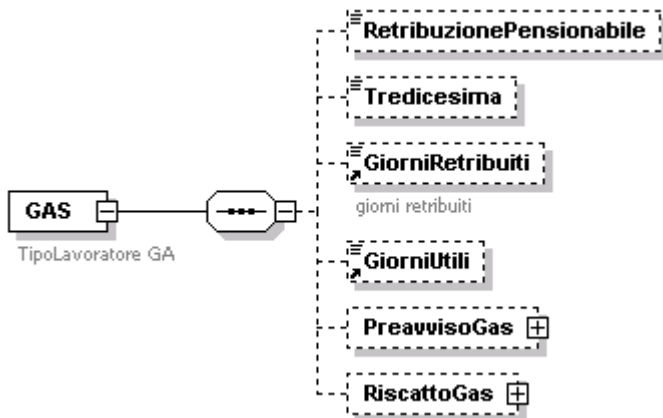 RetribuzionePensionabile
Tredicesima
GiorniRetribuiti
giorni retribuiti
GAS
TipoLavoratore GA
GiorniUtili
PreavvisoGas
RiscattoGas